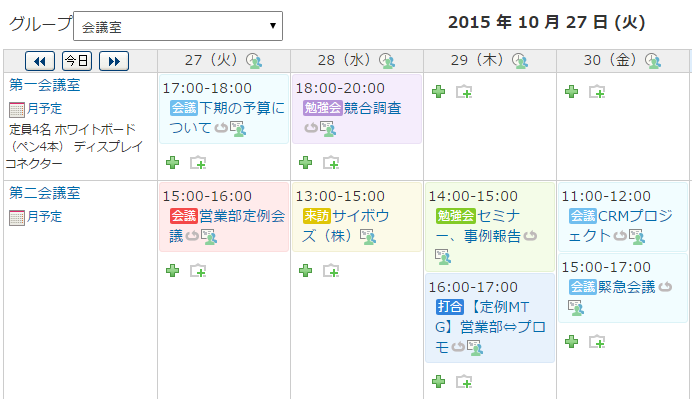 グループ 会議室
2015 年 10 月 27 日 (火)
今日
27（火）
28（水）
29（木）
30（金）
第一会議室
月予定
定員4名 ホワイトボード
（ペン4本） ディスプレイ
コネクター
17:00-18:00
会議下期の予算に
ついて
18:00-20:00
勉強会競合調査
第二会議室
月予定
15:00-16:00
会議営業部定例会
議
13:00-15:00
来訪サイボウ
ズ（株）
14:00-15:00
勉強会セミナ
ー、事例報告
16:00-17:00
打合【定例MT
G】営業部⇔プロ
モ
11:00-12:00
会議CRMプロジ
ェクト
15:00-17:00
会議緊急会議